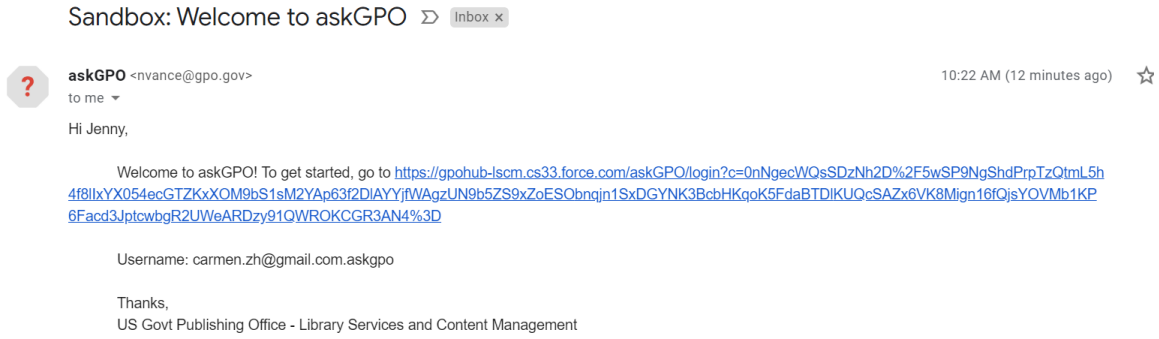 Sandbox: Welcome to askGPO Inbox x
?
askGPO <nvance@gpo.gov> 10:22 AM (12 minutes ago)
to me
Hi Jenny,
Welcome to askGPO! To get started, go to https://gpohub-lscm.cs33.force.com/askGPO/login?c=0nNgecWQsSDzNh2D%2F5wSP9NgShdPrpTzQtmL5h
4f8lIxYX054ecGTZKxXOM9bS1sM2YAp63f2DlAYYjfWAgzUN9b5ZS9xZoESObnqjn1SxDGYNK3BcbHKqoK5FdaBTDlKUQcSAZx6VK8Mign16fQjsYOVMb1KP
6Facd3JptcwbgR2UWeARDzy91QWROKCGR3AN4%3D
Username: carmen.zh@gmail.com.askgpo
Thanks,
US Govt Publishing Office - Library Services and Content Management